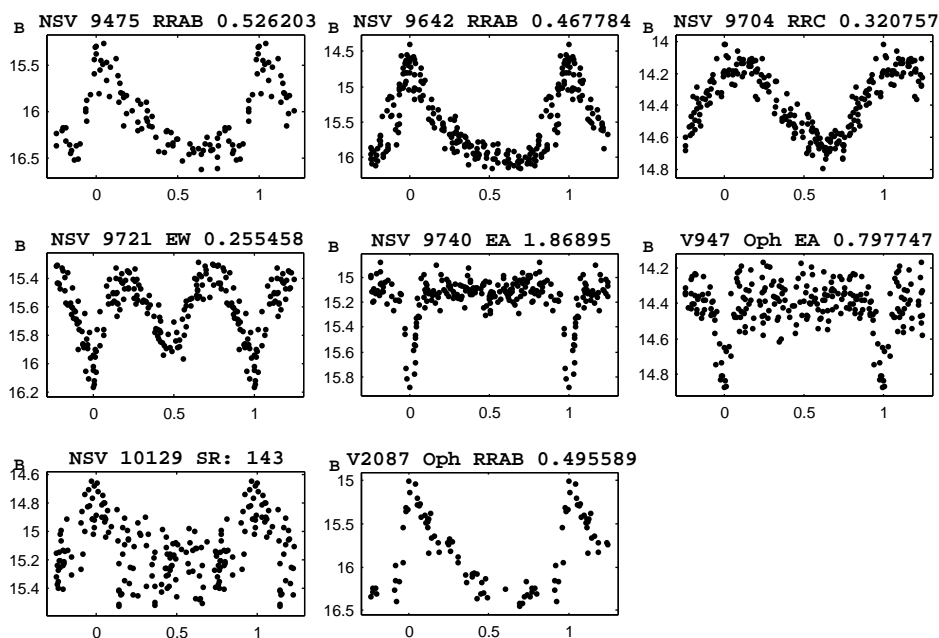 B NSV 9475 RRAB 0.526203
15.5
16
16.5
0 0.5 1
B NSV 9642 RRAB 0.467784
14.5
15
15.5
16
0 0.5 1
B NSV 9704 RRC 0.320757
14
14.2
14.4
14.6
14.8
0 0.5 1
B NSV 9721 EW 0.255458
15.4
15.6
15.8
16
16.2
0 0.5 1
B NSV 9740 EA 1.86895
15
15.2
15.4
15.6
15.8
0 0.5 1
B V947 Oph EA 0.797747
14.2
14.4
14.6
14.8
0 0.5 1
B NSV 10129 SR: 143
14.6
14.8
15
15.2
15.4
0 0.5 1
B V2087 Oph RRAB 0.495589
15
15.5
16
16.5
0 0.5 1